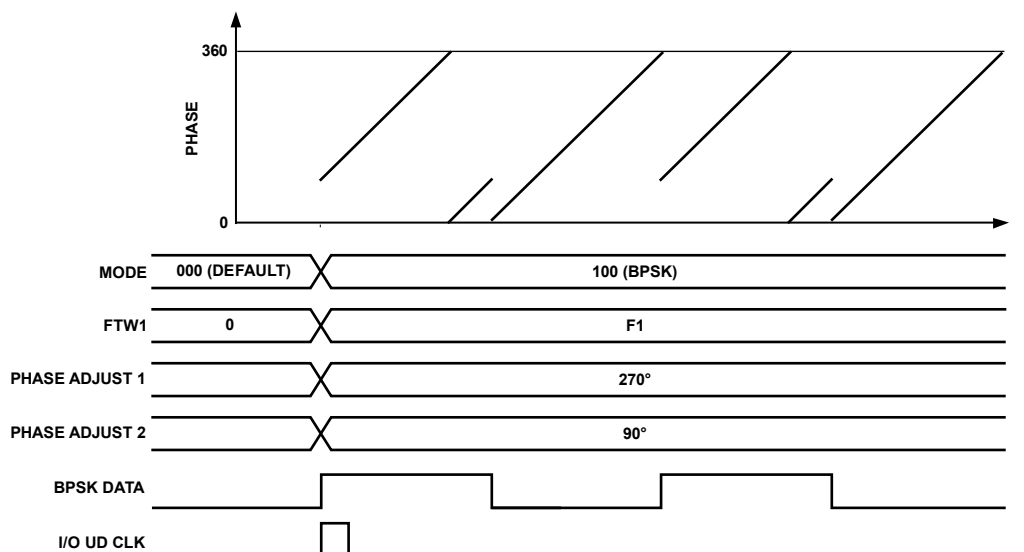 360
PHASE
0
MODE 000 (DEFAULT) 100 (BPSK)
FTW1 0 F1
PHASE ADJUST 1 270°
PHASE ADJUST 2 90°
BPSK DATA
I/O UD CLK